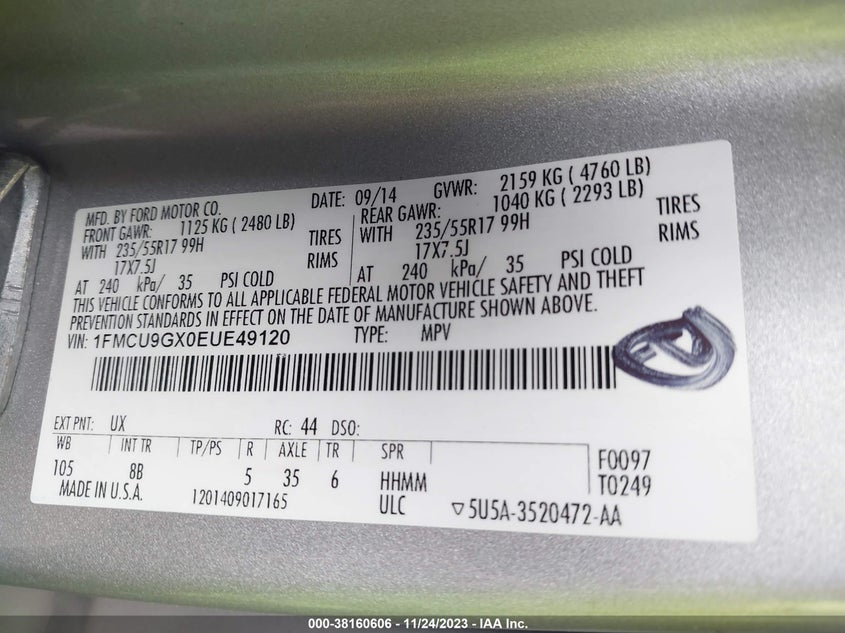 MFD. BY FORD MOTOR CO. DATE: 09/14 GVWR: 2159 KG ( 4760 LB)
FRONT GAWR: 1125 KG ( 2480 LB) REAR GAWR: 1040 KG ( 2293 LB)
WITH 235/55R17 99H TIRES WITH 235/55R17 99H TIRES
17X7.5J RIMS 17X7.5J RIMS
AT 240 kPa/ 35 PSI COLD AT 240 kPa/ 35 PSI COLD
THIS VEHICLE CONFORMS TO ALL APPLICABLE FEDERAL MOTOR VEHICLE SAFETY AND THEFT
PREVENTION STANDARDS IN EFFECT ON THE DATE OF MANUFACTURE SHOWN ABOVE.
VIN: 1FMCU9GX0EUE49120 TYPE: MPV
EXT PNT: UX RC: 44 DSO:
WB INT TR TP/PS R AXLE TR SPR F0097
105 8B 5 35 6 HHMM T0249
MADE IN U.S.A. 1201409017165 ULC ▽5U5A-3520472-AA
000-38160606 - 11/24/2023 - IAA Inc.